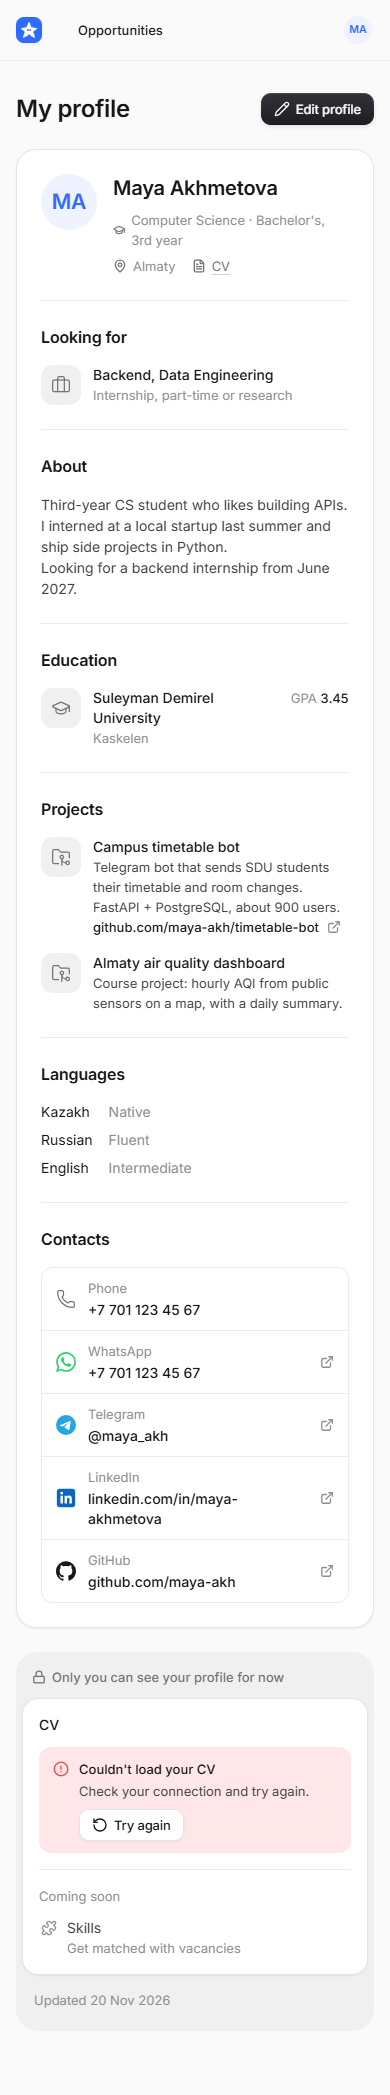 Opportunities
MA
My profile
Edit profile
MA
Maya Akhmetova
Computer Science · Bachelor's,
3rd year
Almaty
CV
Looking for
Backend, Data Engineering
Internship, part-time or research
About
Third-year CS student who likes building APIs.
I interned at a local startup last summer and
ship side projects in Python.
Looking for a backend internship from June
2027.
Education
Suleyman Demirel
University
GPA 3.45
Kaskelen
Projects
Campus timetable bot
Telegram bot that sends SDU students
their timetable and room changes.
FastAPI + PostgreSQL, about 900 users.
github.com/maya-akh/timetable-bot
Almaty air quality dashboard
Course project: hourly AQI from public
sensors on a map, with a daily summary.
Languages
Kazakh Native
Russian Fluent
English Intermediate
Contacts
Phone
+7 701 123 45 67
WhatsApp
+7 701 123 45 67
Telegram
@maya_akh
LinkedIn
linkedin.com/in/maya-
akhmetova
GitHub
github.com/maya-akh
Only you can see your profile for now
CV
Couldn't load your CV
Check your connection and try again.
Try again
Coming soon
Skills
Get matched with vacancies
Updated 20 Nov 2026